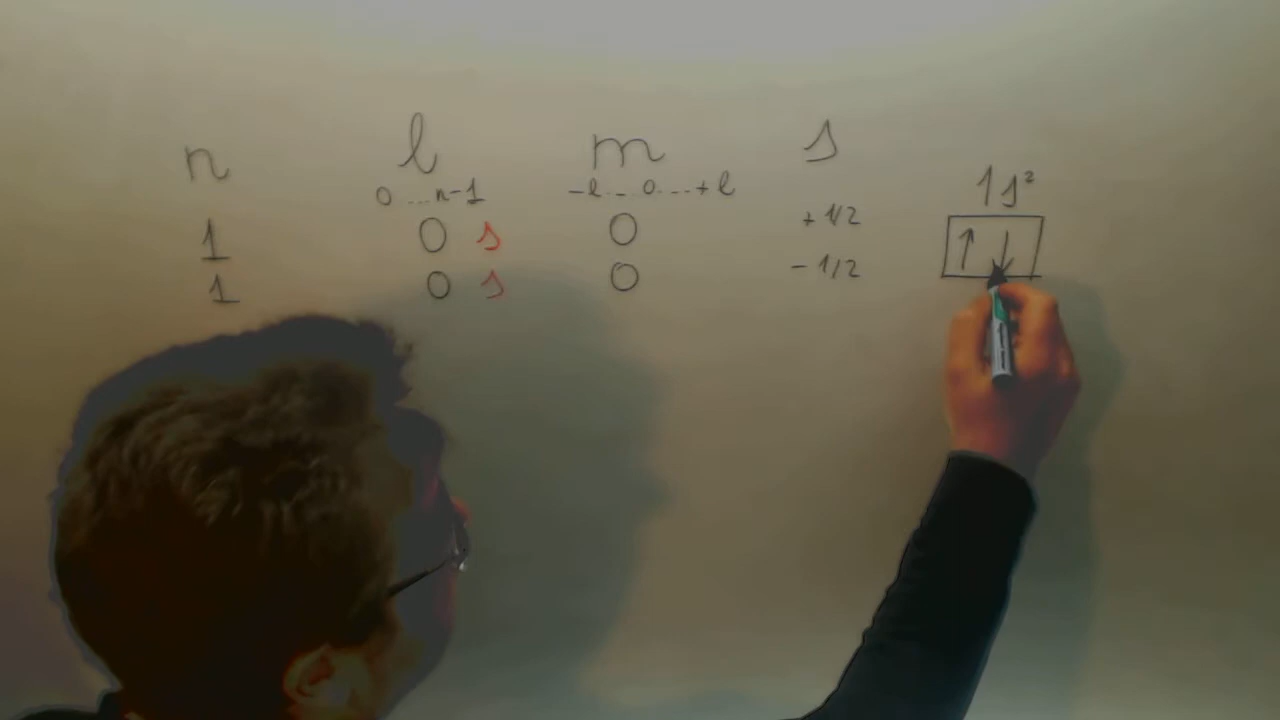 n l m s
0...n-1 -l...0...+l 1s²
1 0 s 0 +1/2 ↑ ↓
1 0 s 0 -1/2